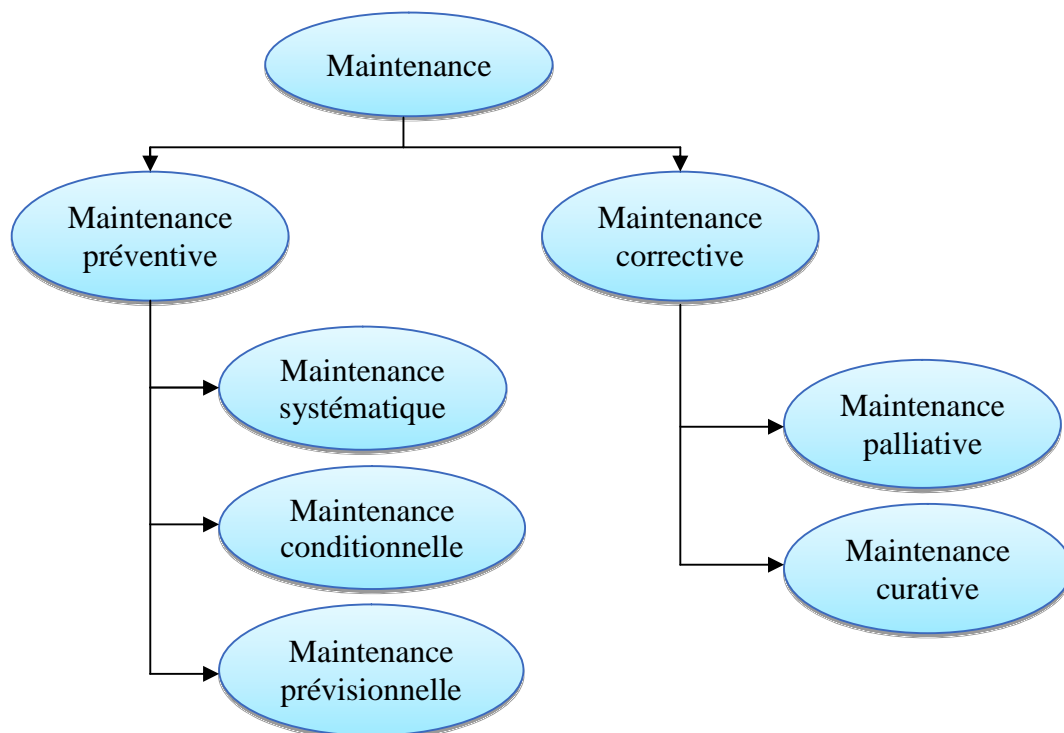 Maintenance
Maintenance
préventive
Maintenance
corrective
Maintenance
systématique
Maintenance
conditionnelle
Maintenance
prévisionnelle
Maintenance
palliative
Maintenance
curative